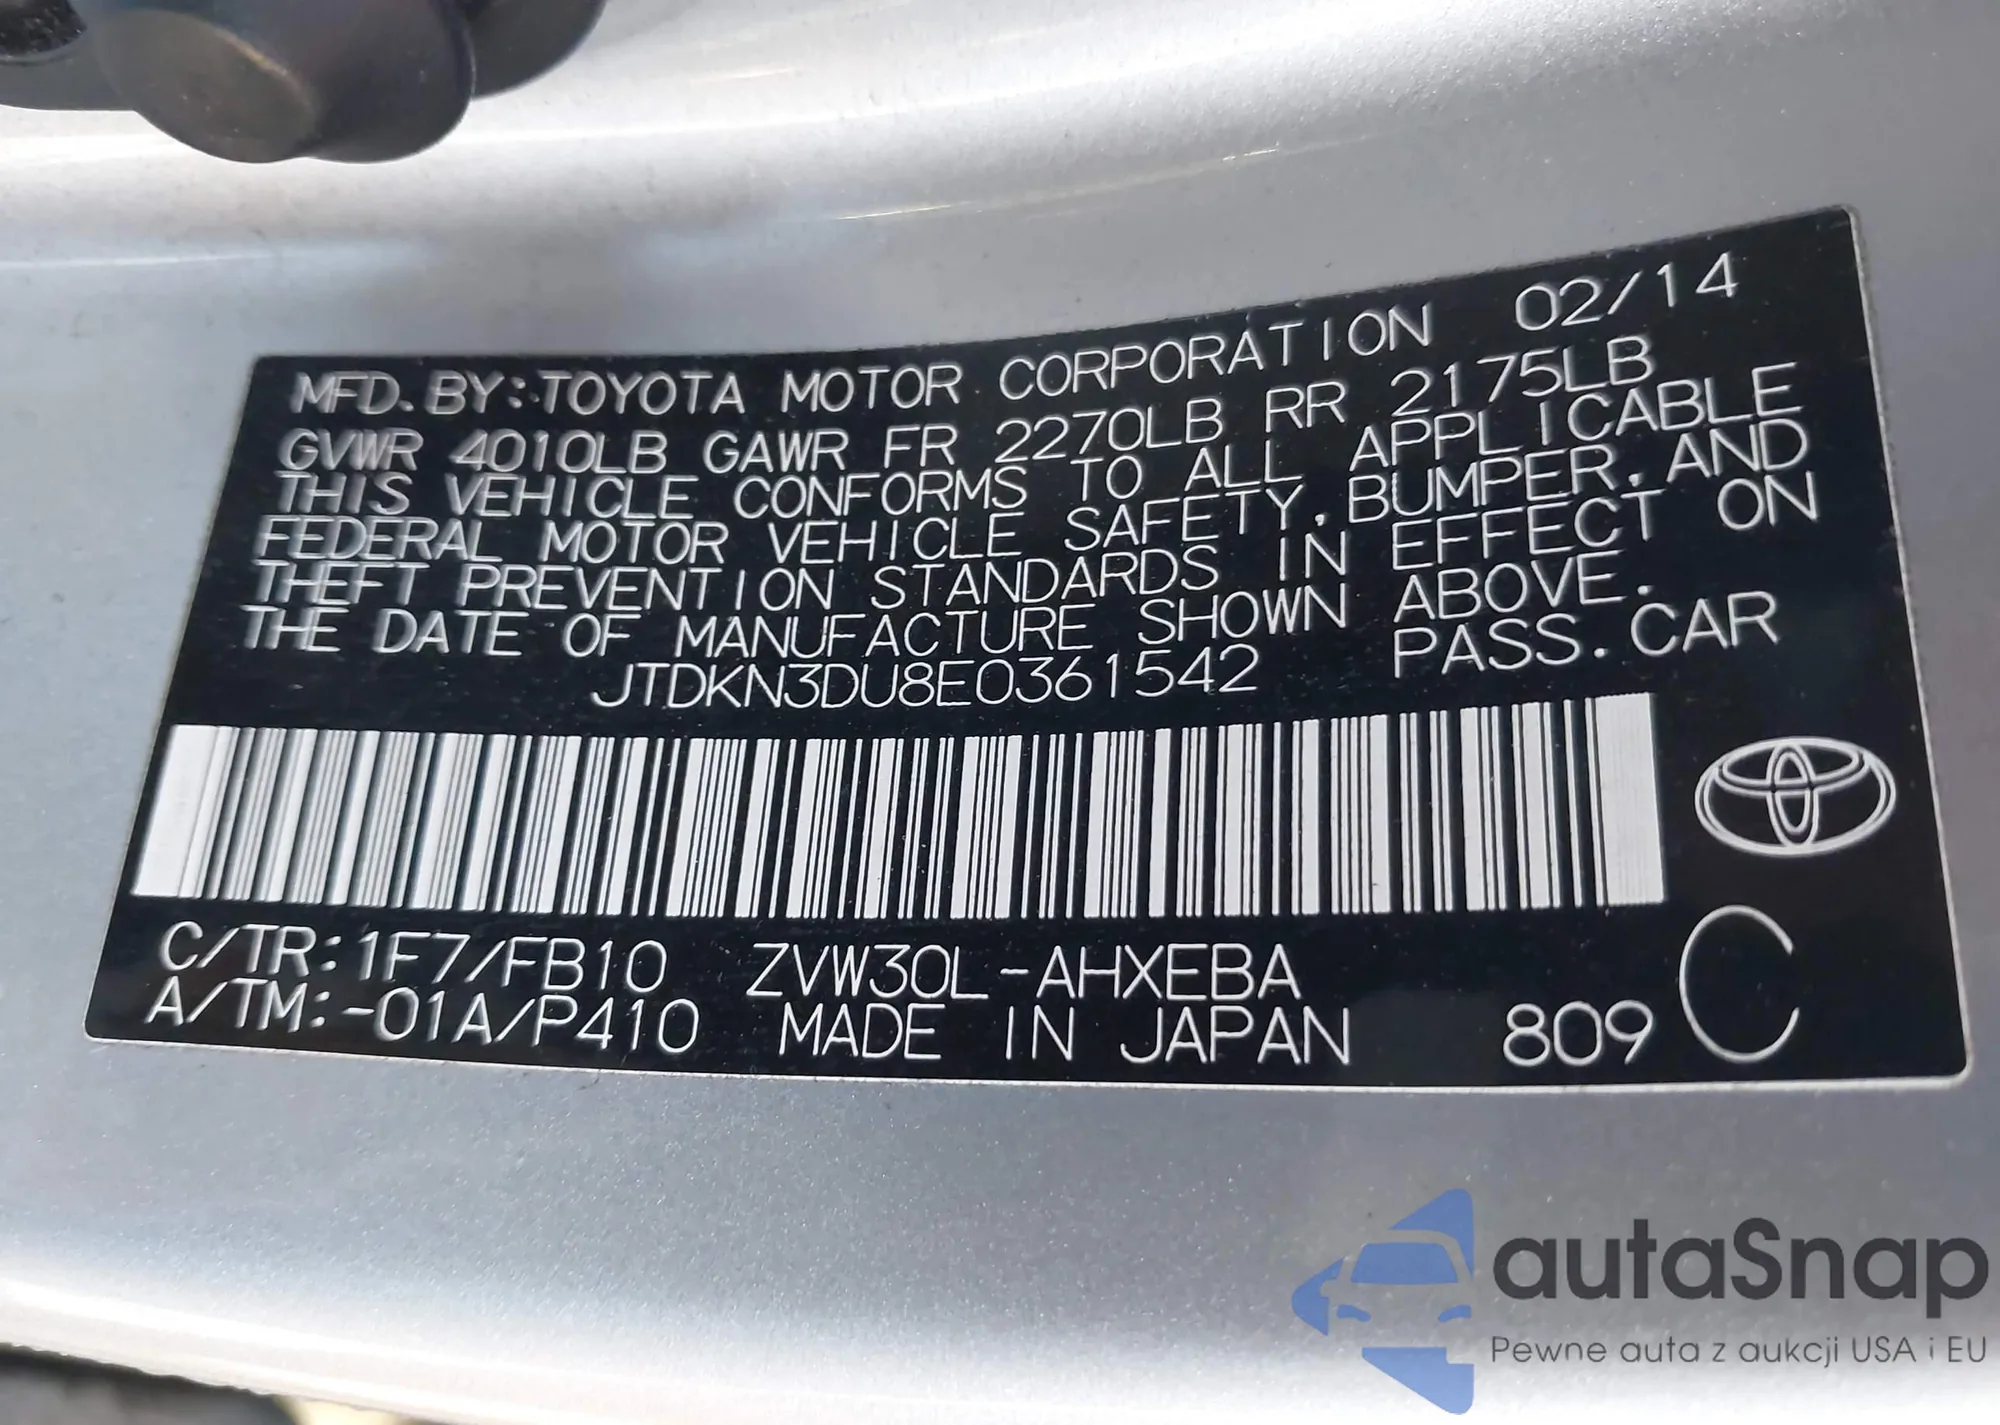 MFD. BY: TOYOTA MOTOR CORPORATION 02/14
GVWR 4010LB GAWR FR 2270LB RR 2175LB
THIS VEHICLE CONFORMS TO ALL APPLICABLE
FEDERAL MOTOR VEHICLE SAFETY, BUMPER, AND
THEFT PREVENTION STANDARDS IN EFFECT ON
THE DATE OF MANUFACTURE SHOWN ABOVE.
JTDKN3DU8E0361542 PASS. CAR
C/TR: 1F7/FB10 ZVW30L-AHXEBA
A/TM: -01A/P410 MADE IN JAPAN 809 C
autaSnap
Pewne auta z aukcji USA i EU